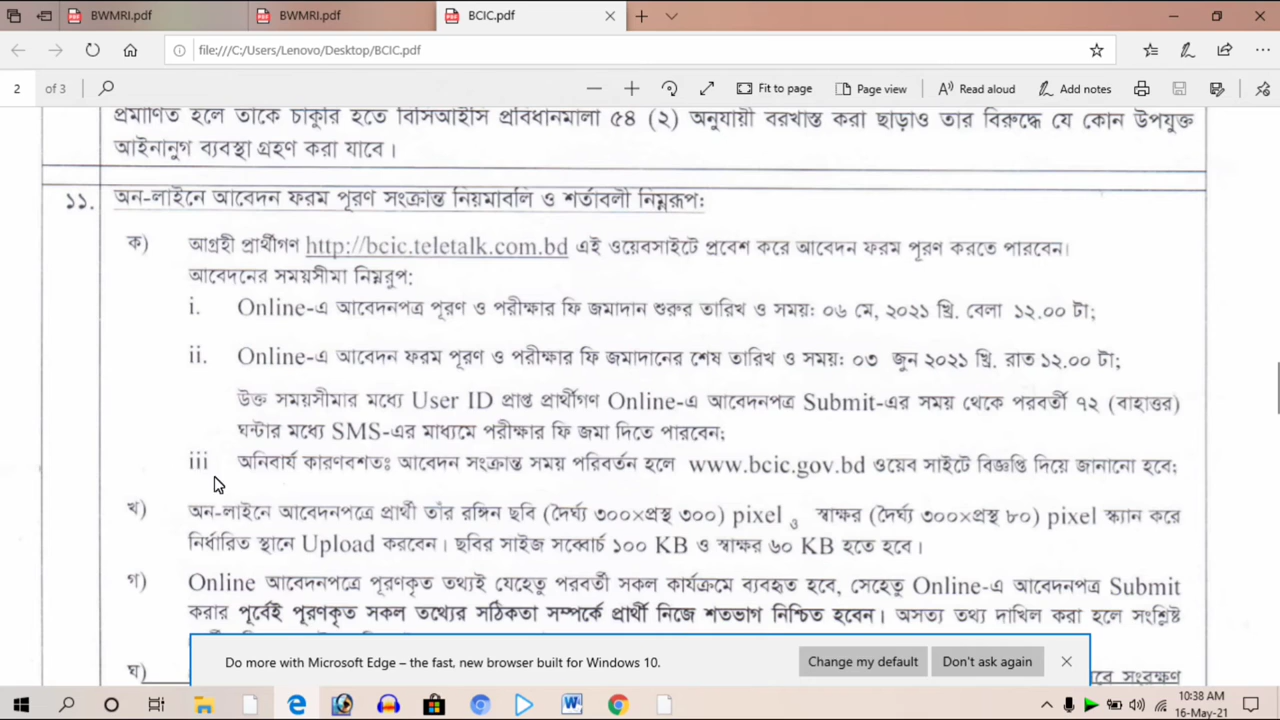 BWMRI.pdf
BWMRI.pdf
BCIC.pdf
file:///C:/Users/Lenovo/Desktop/BCIC.pdf
2 of 3
Fit to page
Page view
Read aloud
Add notes
প্রমাণিত হলে তাকে চাকুরি হতে বিসিআইসি প্রবিধানমালা ৫৪ (২) অনুযায়ী বরখাস্ত করা ছাড়াও তার বিরুদ্ধে যে কোন উপযুক্ত
আইনানুগ ব্যবস্থা গ্রহণ করা যাবে।
১১. অন-লাইনে আবেদন ফরম পূরণ সংক্রান্ত নিয়মাবলি ও শর্তাবলী নিম্নরূপ:
ক) আগ্রহী প্রার্থীগণ http://bcic.teletalk.com.bd এই ওয়েবসাইটে প্রবেশ করে আবেদন ফরম পূরণ করতে পারবেন।
আবেদনের সময়সীমা নিম্নরুপ:
i. Online-এ আবেদনপত্র পূরণ ও পরীক্ষার ফি জমাদান শুরুর তারিখ ও সময়: ০৬ মে, ২০২১ খ্রি. বেলা ১২.০০ টা;
ii. Online-এ আবেদন ফরম পূরণ ও পরীক্ষার ফি জমাদানের শেষ তারিখ ও সময়: ০৩ জুন ২০২১ খ্রি. রাত ১২.০০ টা;
উক্ত সময়সীমার মধ্যে User ID প্রাপ্ত প্রার্থীগণ Online-এ আবেদনপত্র Submit-এর সময় থেকে পরবর্তী ৭২ (বাহাত্তর)
ঘন্টার মধ্যে SMS-এর মাধ্যমে পরীক্ষার ফি জমা দিতে পারবেন;
iii অনিবার্য কারণবশতঃ আবেদন সংক্রান্ত সময় পরিবর্তন হলে www.bcic.gov.bd ওয়েব সাইটে বিজ্ঞপ্তি দিয়ে জানানো হবে;
খ) অন-লাইনে আবেদনপত্রে প্রার্থী তাঁর রঙ্গিন ছবি (দৈর্ঘ্য ৩০০×প্রস্থ ৩০০) pixel ও স্বাক্ষর (দৈর্ঘ্য ৩০০×প্রস্থ ৮০) pixel স্ক্যান করে
নির্ধারিত স্থানে Upload করবেন। ছবির সাইজ সর্ব্বোচ ১০০ KB ও স্বাক্ষর ৬০ KB হতে হবে।
গ) Online আবেদনপত্রে পূরণকৃত তথ্যই যেহেতু পরবর্তী সকল কার্যক্রমে ব্যবহৃত হবে, সেহেতু Online-এ আবেদনপত্র Submit
করার পূর্বেই পূরণকৃত সকল তথ্যের সঠিকতা সম্পর্কে প্রার্থী নিজে শতভাগ নিশ্চিত হবেন। অসত্য তথ্য দাখিল করা হলে সংশ্লিষ্ট
Do more with Microsoft Edge – the fast, new browser built for Windows 10.
Change my default
Don't ask again
ঘ) সংরক্ষণ
10:38 AM
16-May-21